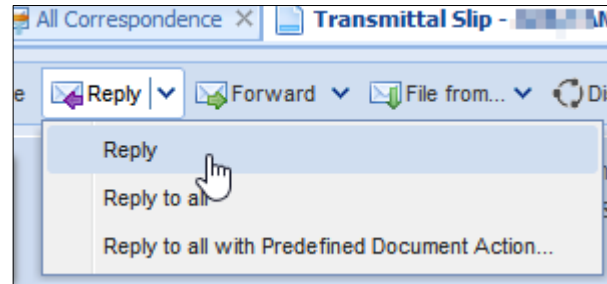 All Correspondence Transmittal Slip -
e Reply Forward File from... Di
Reply
Reply to all
Reply to all with Predefined Document Action...